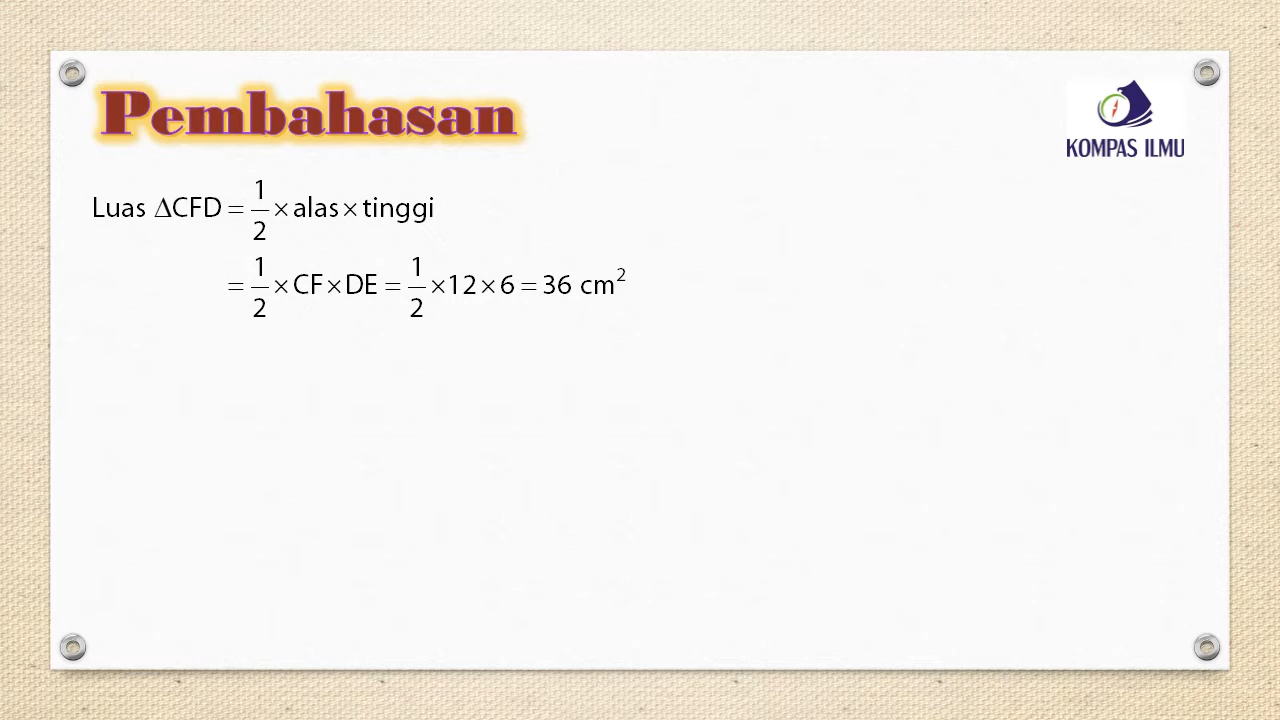 Pembahasan
KOMPAS ILMU
Luas ΔCFD = 1/2 × alas × tinggi
= 1/2 × CF × DE = 1/2 × 12 × 6 = 36 cm²